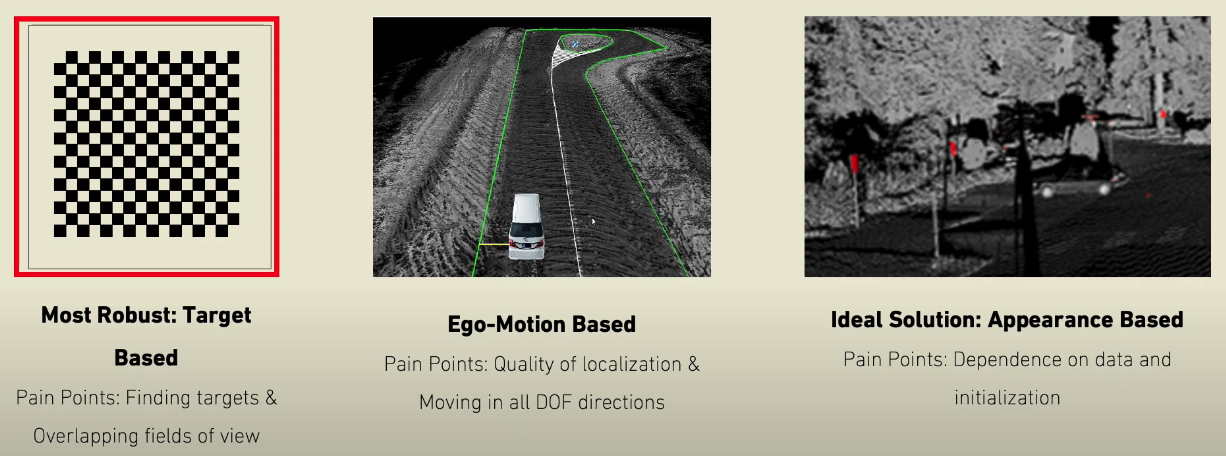 Most Robust: Target
Based
Pain Points: Finding targets &
Overlapping fields of view
Ego-Motion Based
Pain Points: Quality of localization &
Moving in all DOF directions
Ideal Solution: Appearance Based
Pain Points: Dependence on data and
initialization